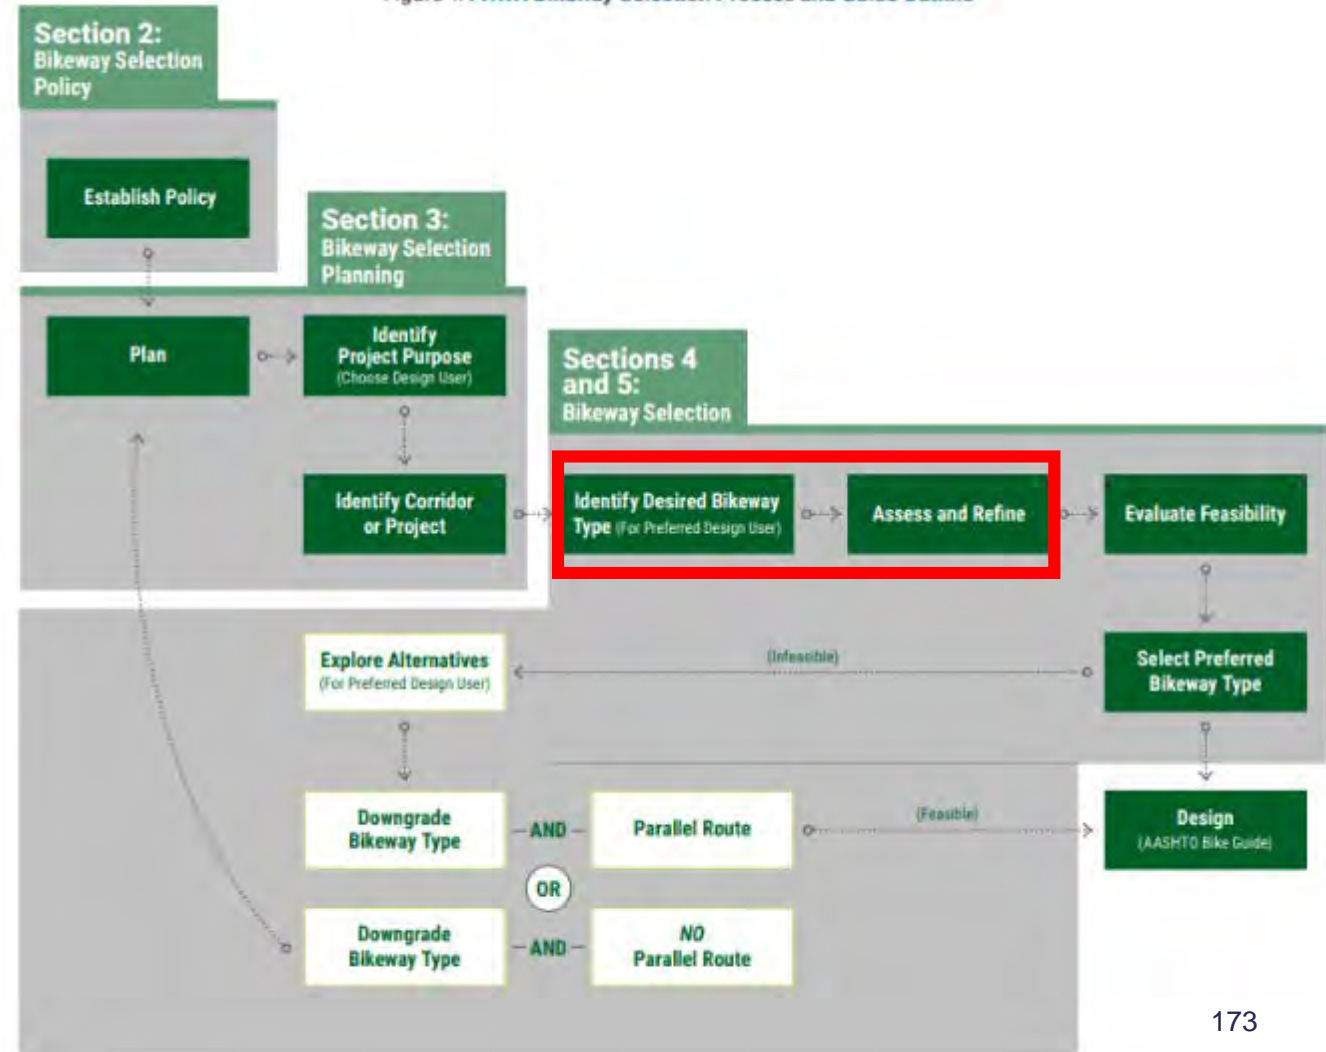 Section 2:
Bikeway Selection
Policy
Establish Policy
Section 3:
Bikeway Selection
Planning
Plan
Identify
Project Purpose
(Choose Design User)
Identify Corridor
or Project
Sections 4
and 5:
Bikeway Selection
Identify Desired Bikeway
Type (For Preferred Design User)
Assess and Refine
Evaluate Feasibility
Explore Alternatives
(For Preferred Design User)
(Infeasible)
Select Preferred
Bikeway Type
Downgrade
Bikeway Type
AND
Parallel Route
(Feasible)
Design
(AASHTO Bike Guide)
OR
Downgrade
Bikeway Type
AND
NO
Parallel Route
173